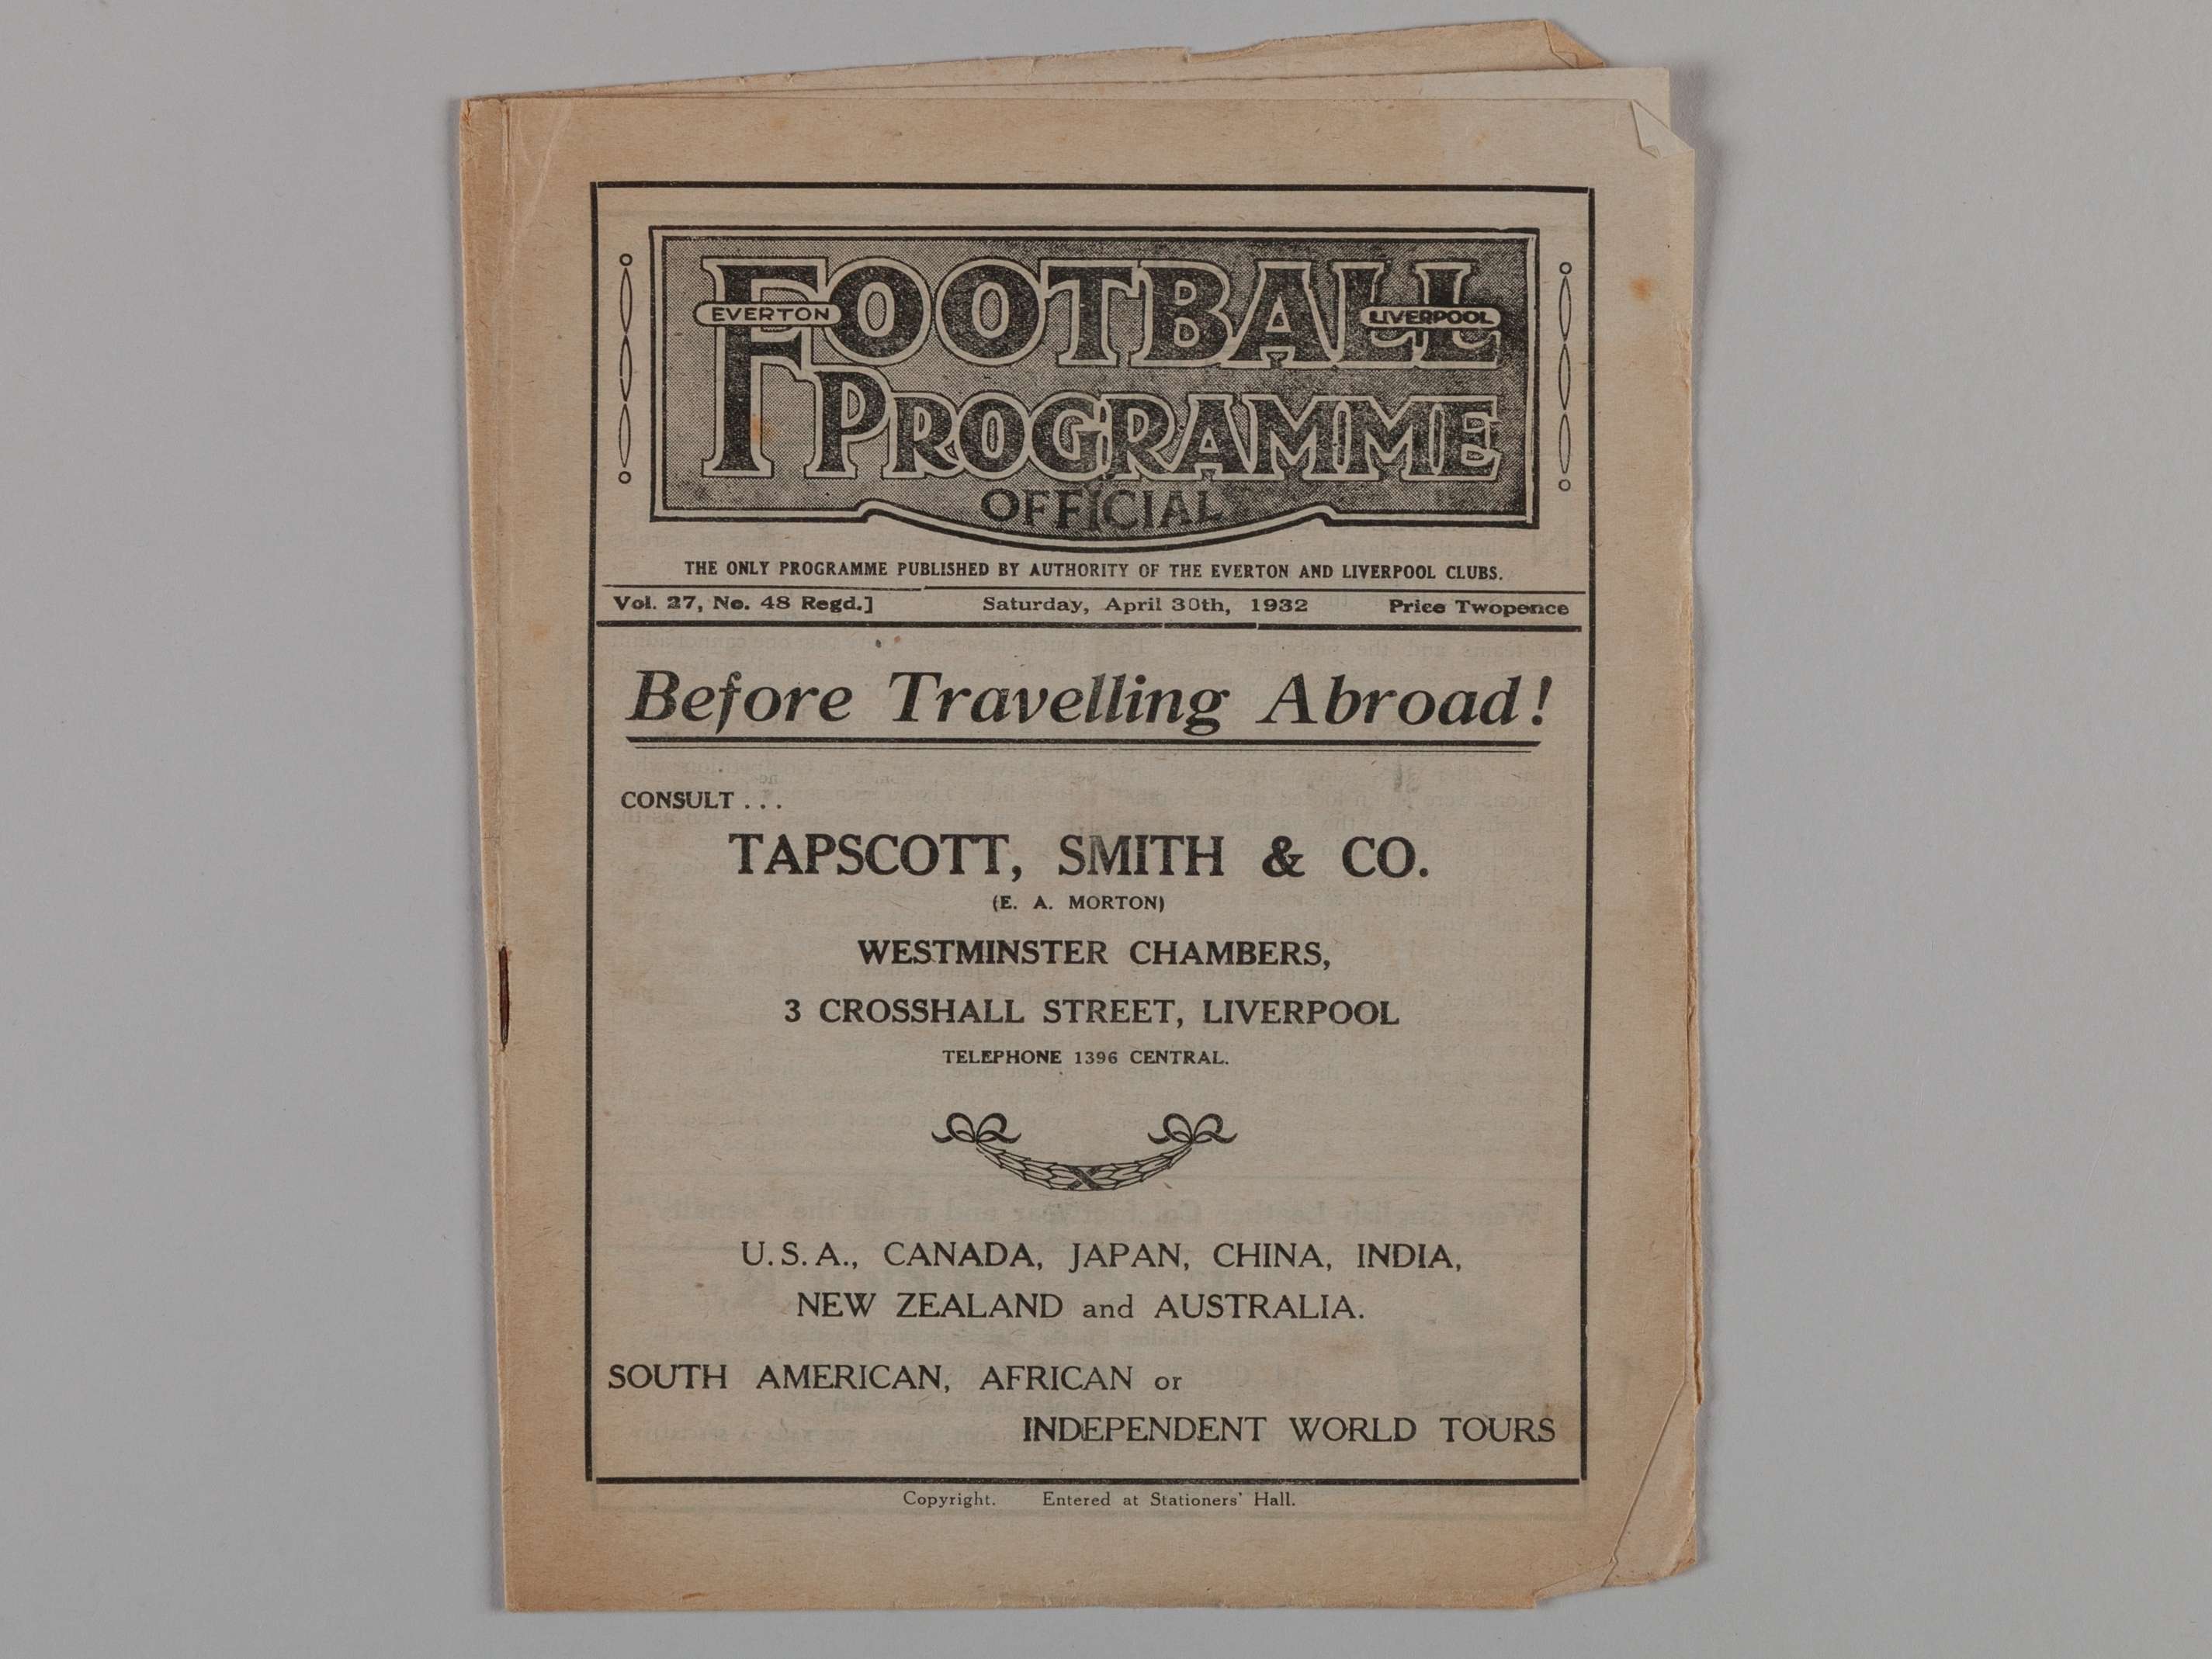 FOOTBALL
EVERTON
LIVERPOOL
PROGRAMME
OFFICIAL
THE ONLY PROGRAMME PUBLISHED BY AUTHORITY OF THE EVERTON AND LIVERPOOL CLUBS.
Vol. 27, No. 48 Regd.] Saturday, April 30th, 1932 Price Twopence
Before Travelling Abroad!
CONSULT . . .
TAPSCOTT, SMITH & CO.
(E. A. MORTON)
WESTMINSTER CHAMBERS,
3 CROSSHALL STREET, LIVERPOOL
TELEPHONE 1396 CENTRAL.
U.S.A., CANADA, JAPAN, CHINA, INDIA,
NEW ZEALAND and AUSTRALIA.
SOUTH AMERICAN, AFRICAN or
INDEPENDENT WORLD TOURS
Copyright. Entered at Stationers' Hall.